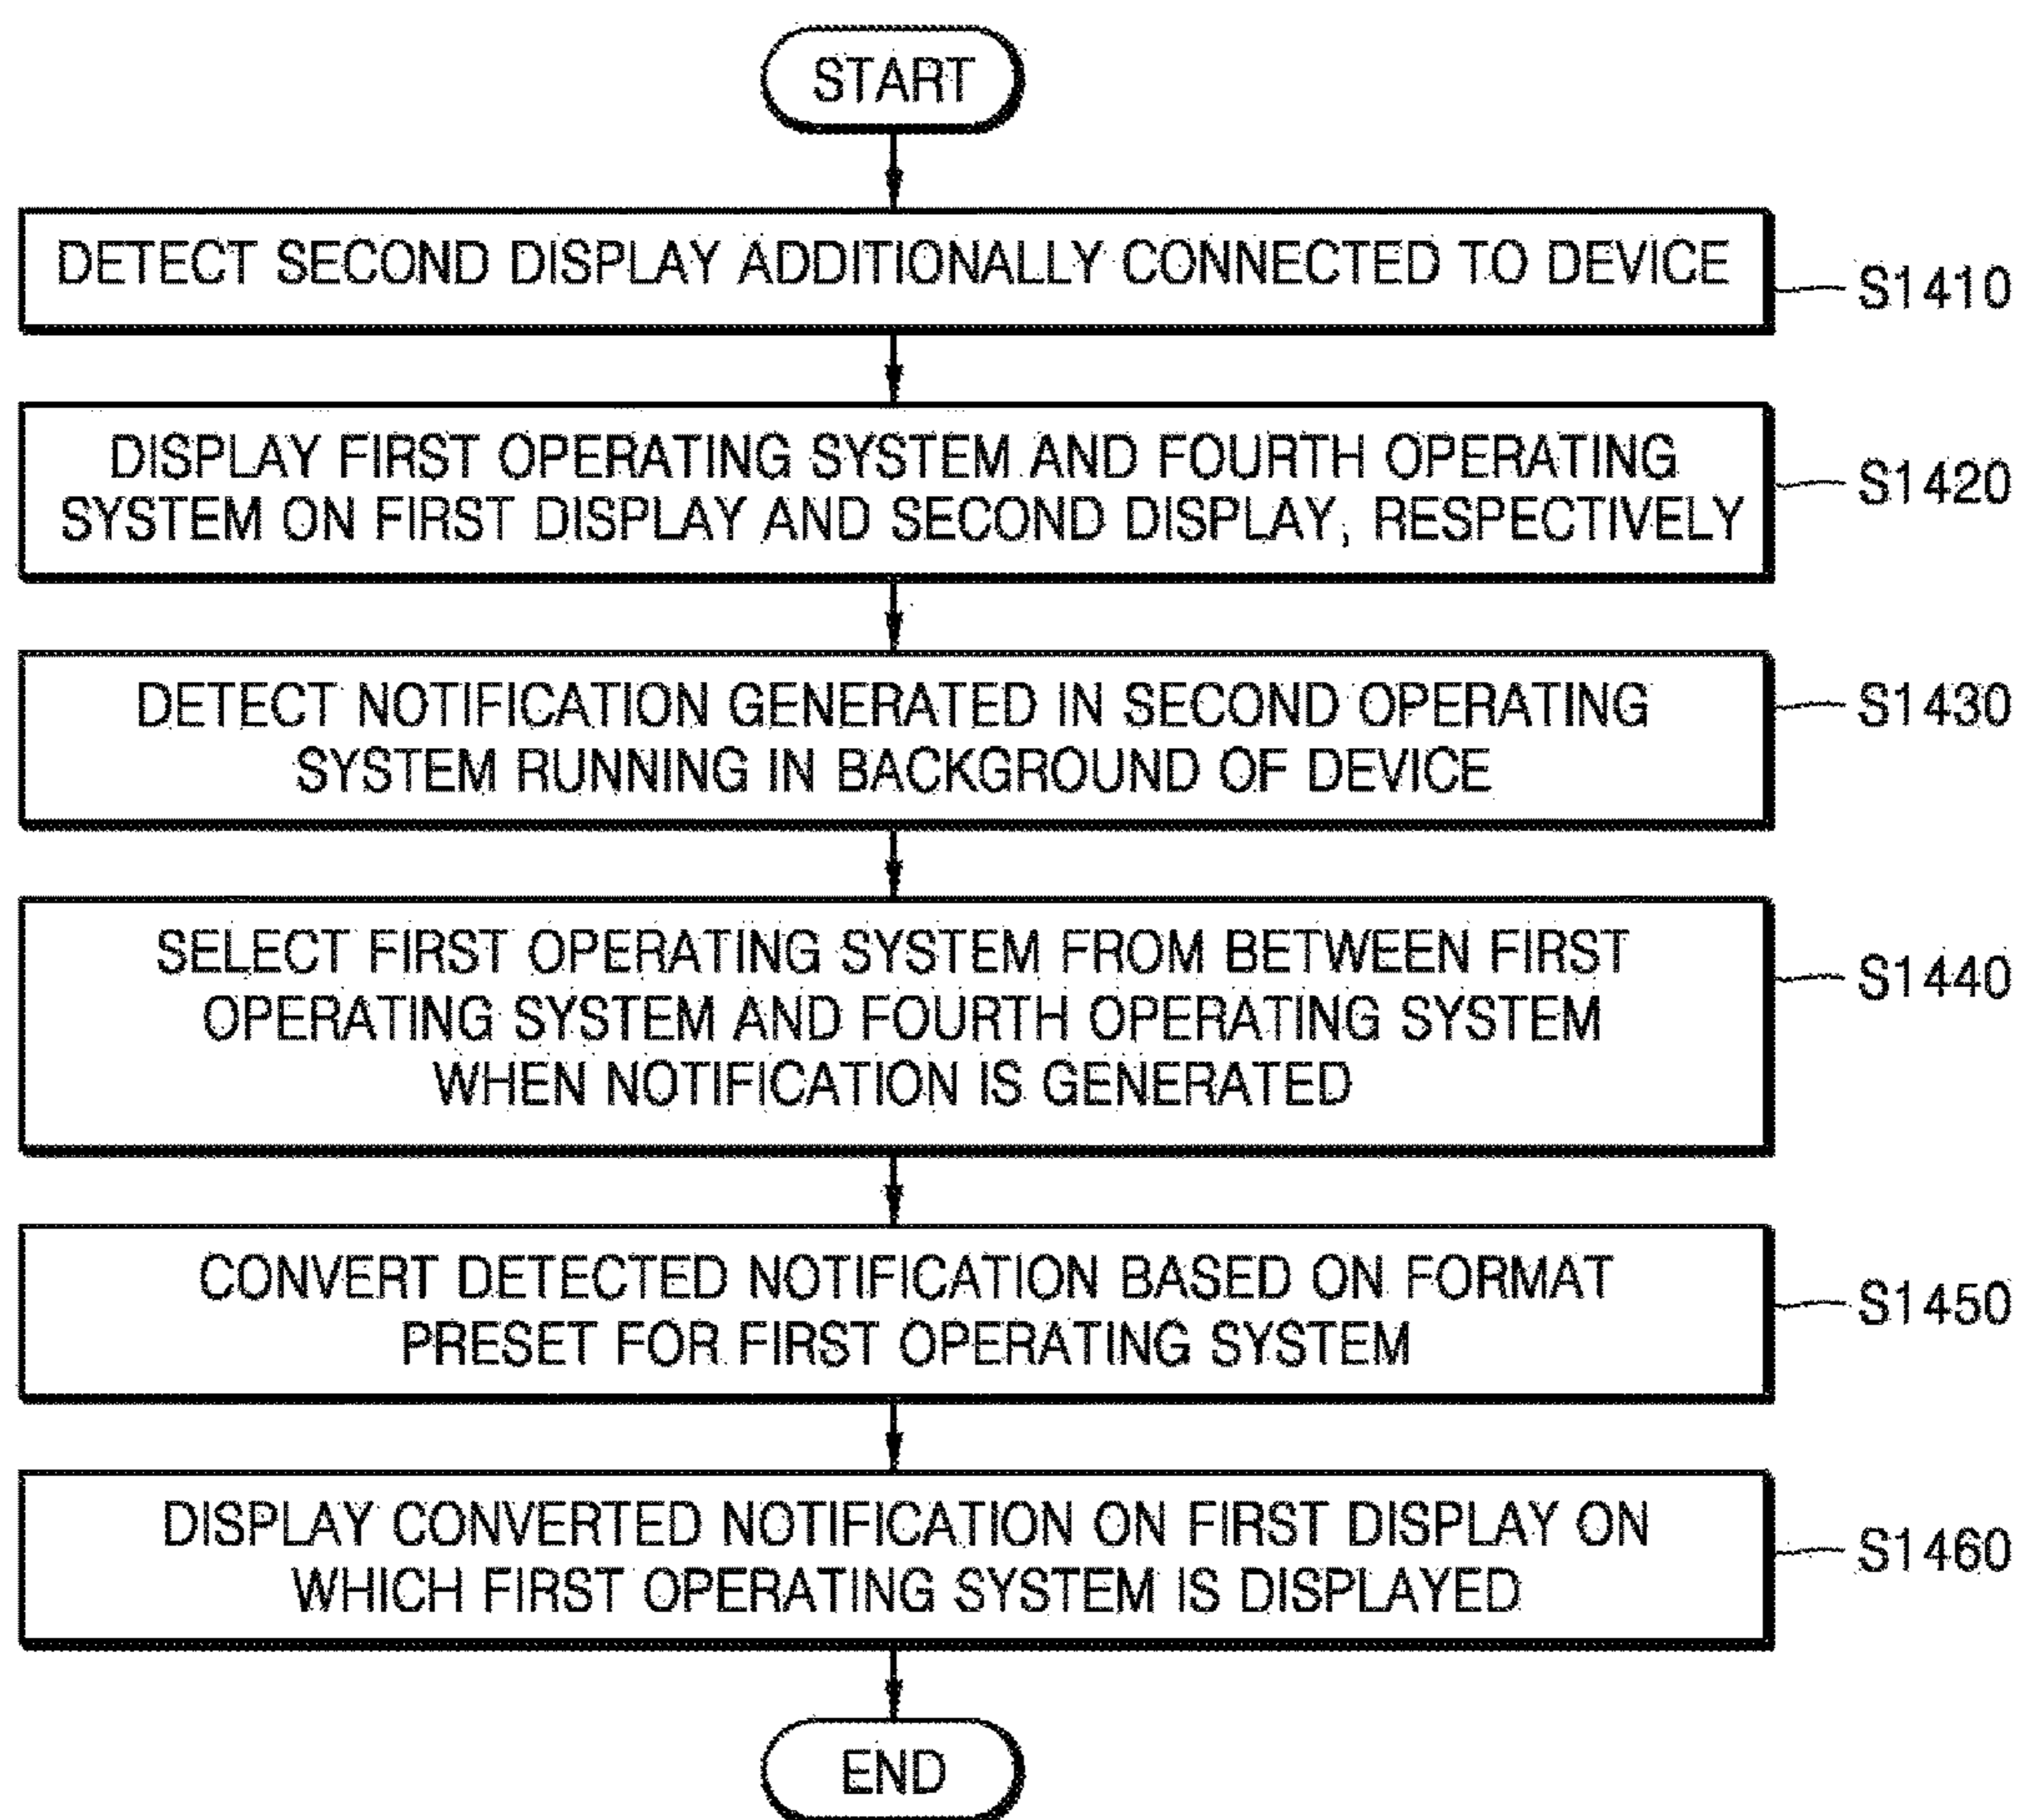 START
DETECT SECOND DISPLAY ADDITIONALLY CONNECTED TO DEVICE
S1410
DISPLAY FIRST OPERATING SYSTEM AND FOURTH OPERATING
SYSTEM ON FIRST DISPLAY AND SECOND DISPLAY, RESPECTIVELY
S1420
DETECT NOTIFICATION GENERATED IN SECOND OPERATING
SYSTEM RUNNING IN BACKGROUND OF DEVICE
S1430
SELECT FIRST OPERATING SYSTEM FROM BETWEEN FIRST
OPERATING SYSTEM AND FOURTH OPERATING SYSTEM
WHEN NOTIFICATION IS GENERATED
S1440
CONVERT DETECTED NOTIFICATION BASED ON FORMAT
PRESET FOR FIRST OPERATING SYSTEM
S1450
DISPLAY CONVERTED NOTIFICATION ON FIRST DISPLAY ON
WHICH FIRST OPERATING SYSTEM IS DISPLAYED
S1460
END